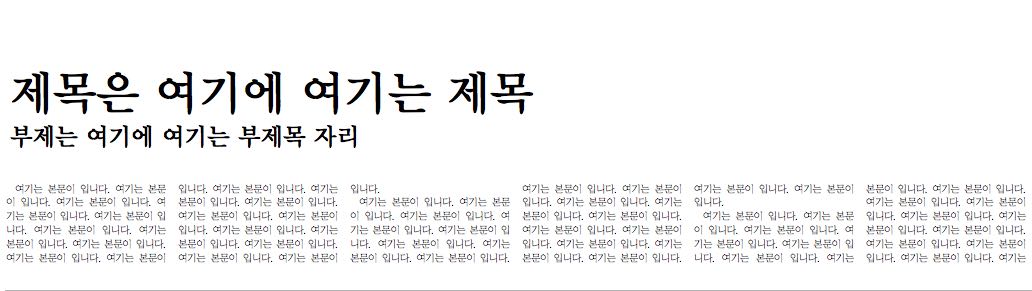 제목은 여기에 여기는 제목
부제는 여기에 여기는 부제목 자리
여기는 본문이 입니다. 여기는 본문
이 입니다. 여기는 본문이 입니다. 여
기는 본문이 입니다. 여기는 본문이 입
니다. 여기는 본문이 입니다. 여기는
본문이 입니다. 여기는 본문이 입니다.
여기는 본문이 입니다. 여기는 본문이
입니다. 여기는 본문이 입니다. 여기는
본문이 입니다. 여기는 본문이 입니다.
여기는 본문이 입니다. 여기는 본문이
입니다. 여기는 본문이 입니다. 여기는
본문이 입니다. 여기는 본문이 입니다.
여기는 본문이 입니다. 여기는 본문이
입니다.
여기는 본문이 입니다. 여기는 본문
이 입니다. 여기는 본문이 입니다. 여
기는 본문이 입니다. 여기는 본문이 입
니다. 여기는 본문이 입니다. 여기는
본문이 입니다. 여기는 본문이 입니다.
여기는 본문이 입니다. 여기는 본문이
입니다. 여기는 본문이 입니다. 여기는
본문이 입니다. 여기는 본문이 입니다.
여기는 본문이 입니다. 여기는 본문이
입니다. 여기는 본문이 입니다. 여기는
본문이 입니다. 여기는 본문이 입니다.
여기는 본문이 입니다. 여기는 본문이
입니다.
여기는 본문이 입니다. 여기는 본문
이 입니다. 여기는 본문이 입니다. 여
기는 본문이 입니다. 여기는 본문이 입
니다. 여기는 본문이 입니다. 여기는
본문이 입니다. 여기는 본문이 입니다.
여기는 본문이 입니다. 여기는 본문이
입니다. 여기는 본문이 입니다. 여기는
본문이 입니다. 여기는 본문이 입니다.
여기는 본문이 입니다. 여기는 본문이
입니다. 여기는 본문이 입니다. 여기는